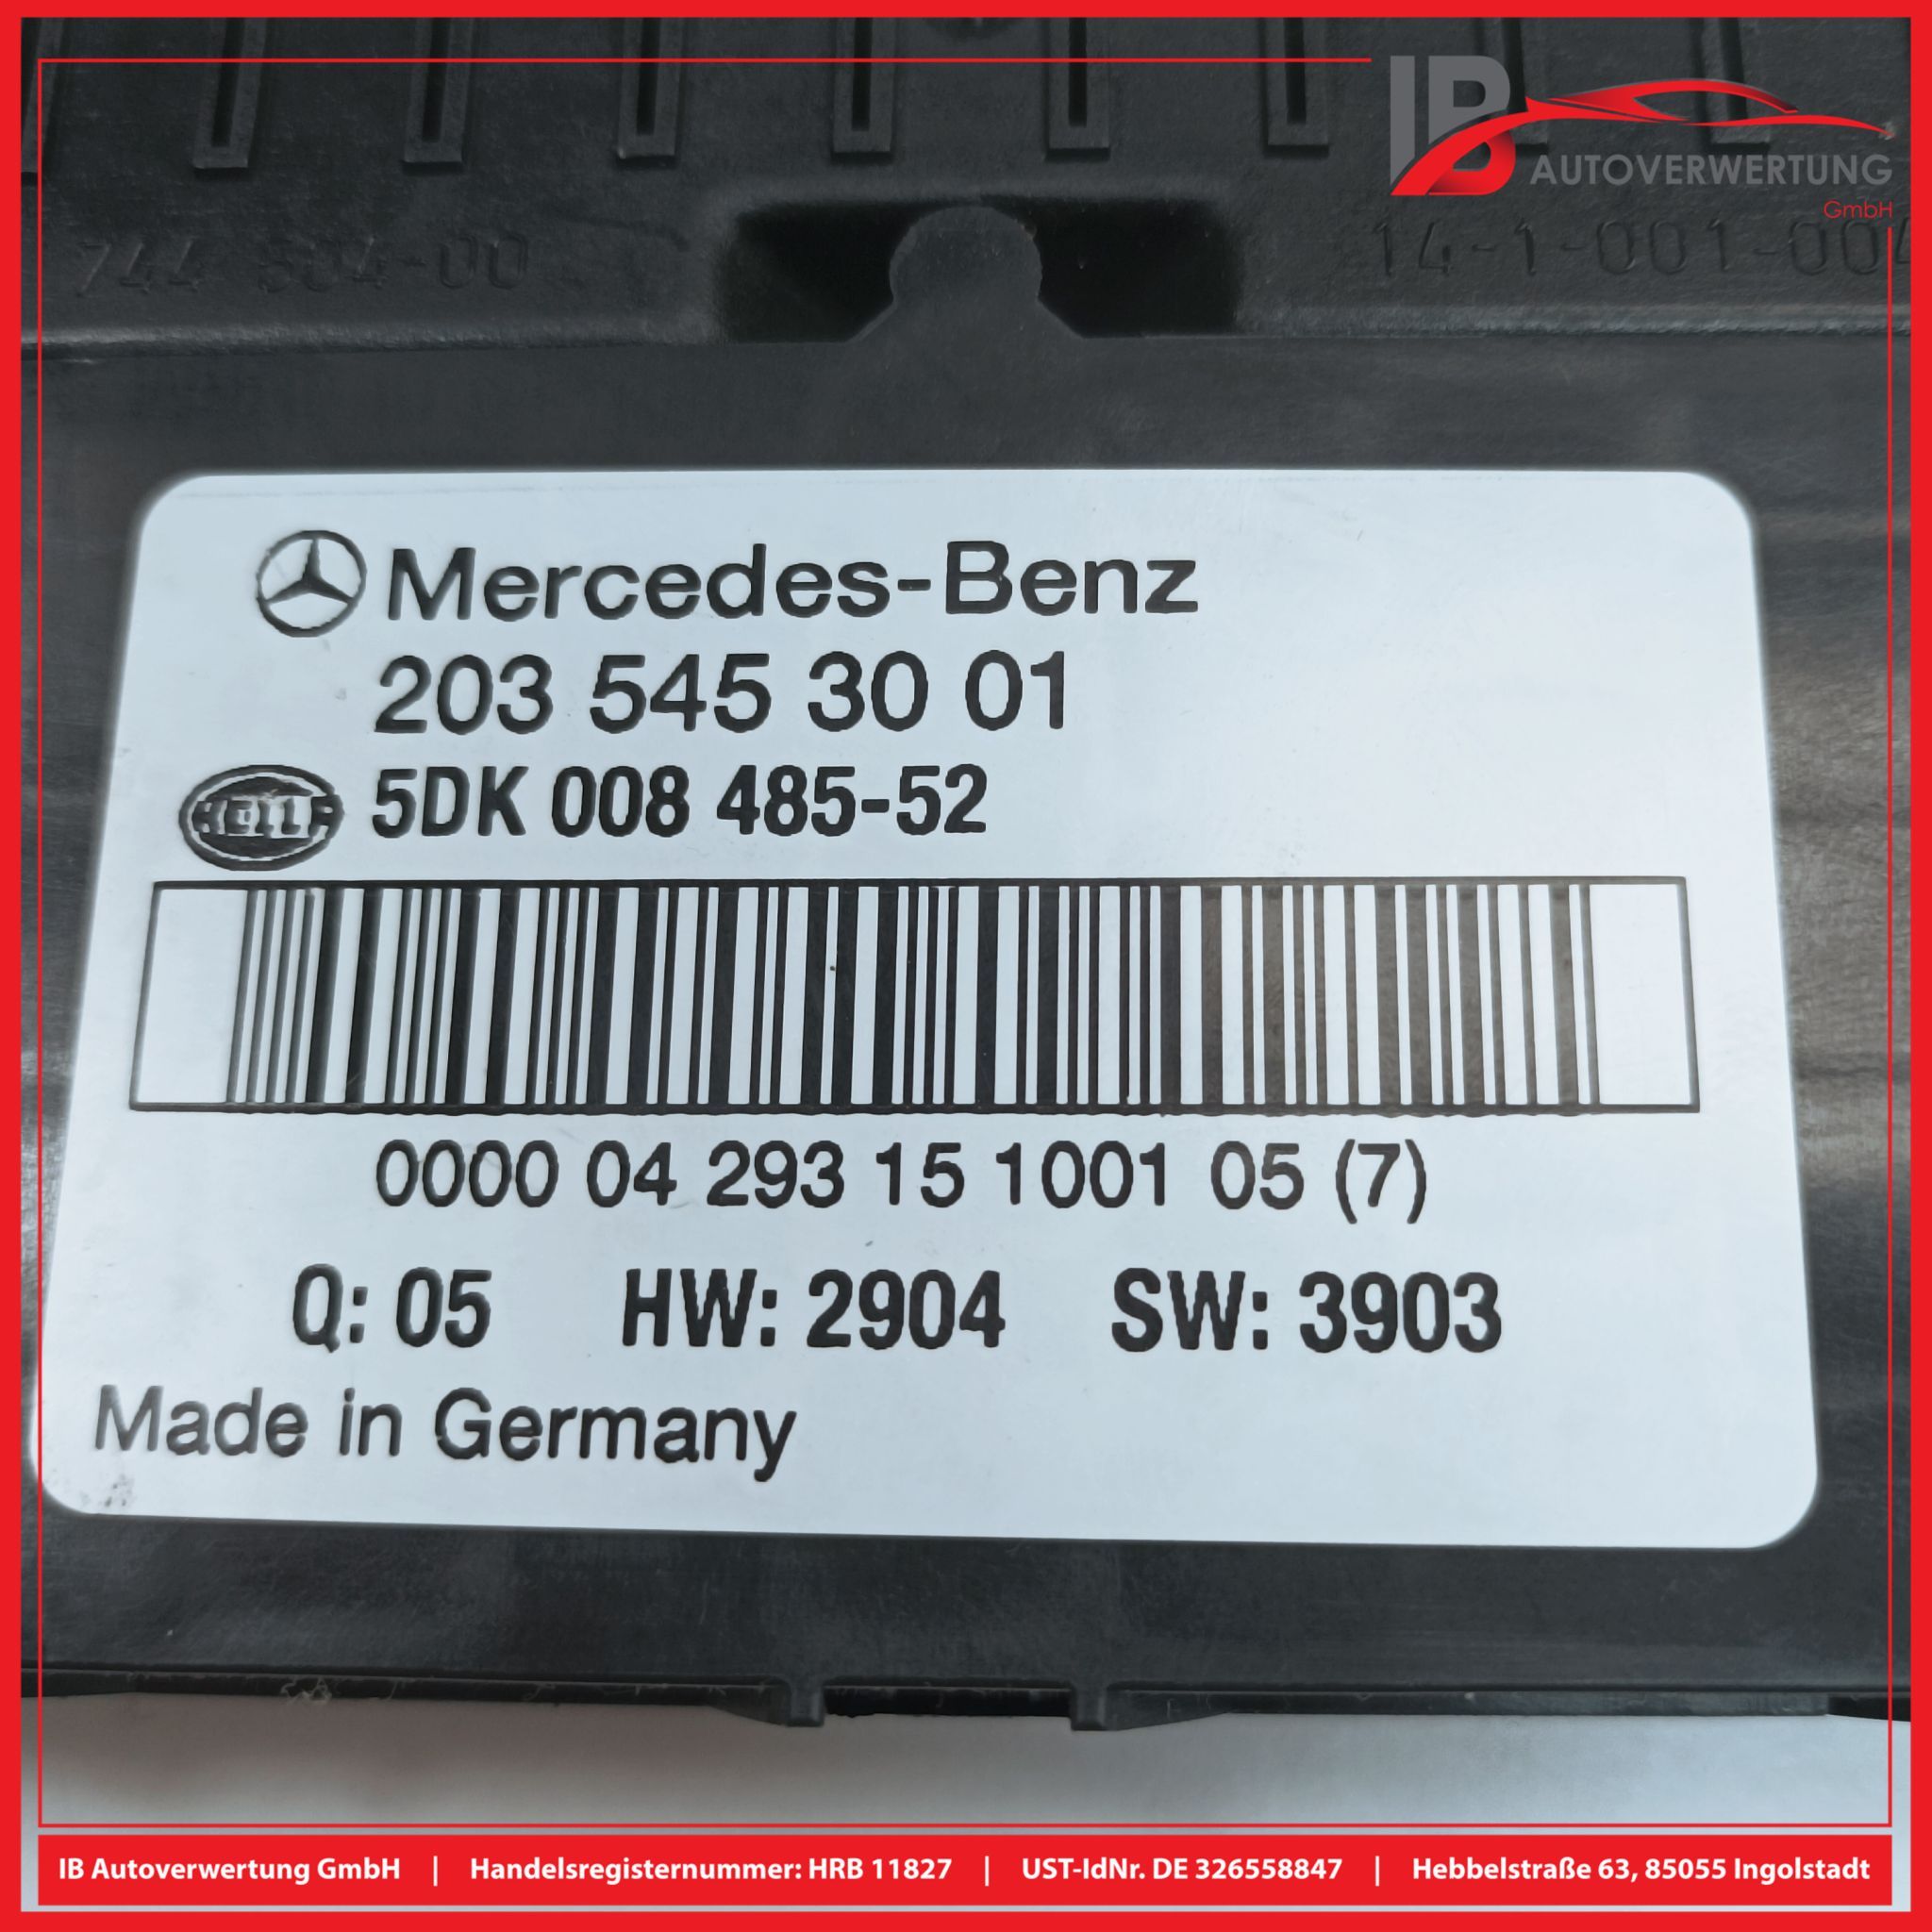 IB
AUTOVERWERTUNG
GmbH
744 504-00
14-1-001-004
Mercedes-Benz
203 545 30 01
HELLA 5DK 008 485-52
0000 04 293 15 1001 05 (7)
Q: 05 HW: 2904 SW: 3903
Made in Germany
IB Autoverwertung GmbH | Handelsregisternummer: HRB 11827 | UST-IdNr. DE 326558847 | Hebbelstraße 63, 85055 Ingolstadt